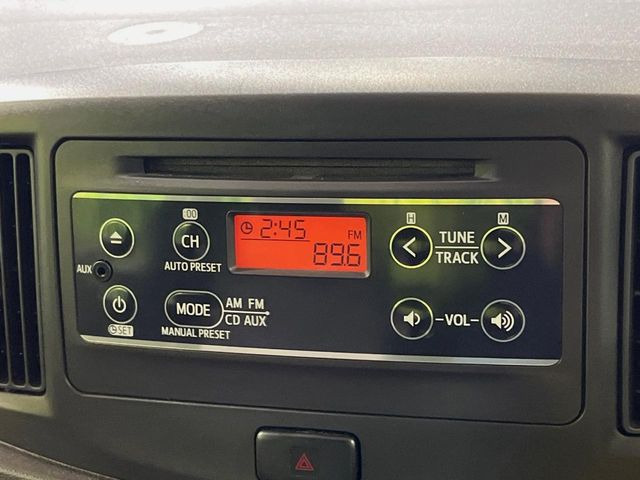 :00
CH
AUTO PRESET
2:45
FM
89.6
H
M
TUNE
TRACK
AUX
SET
MODE
AM FM
CD AUX
MANUAL PRESET
-VOL-